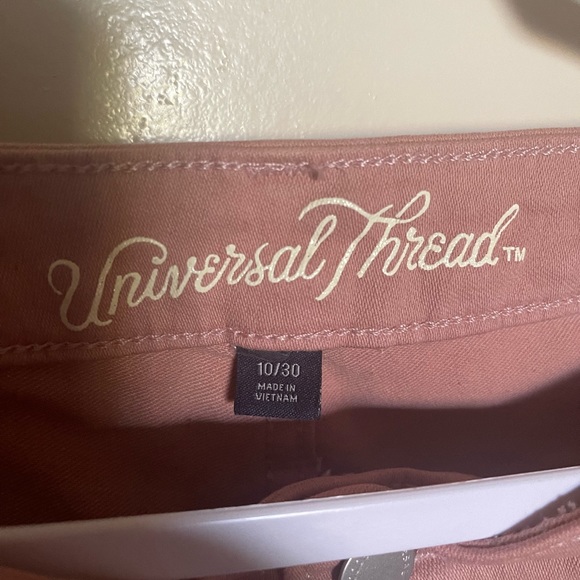 Universal Thread™
10/30
MADE IN
VIETNAM